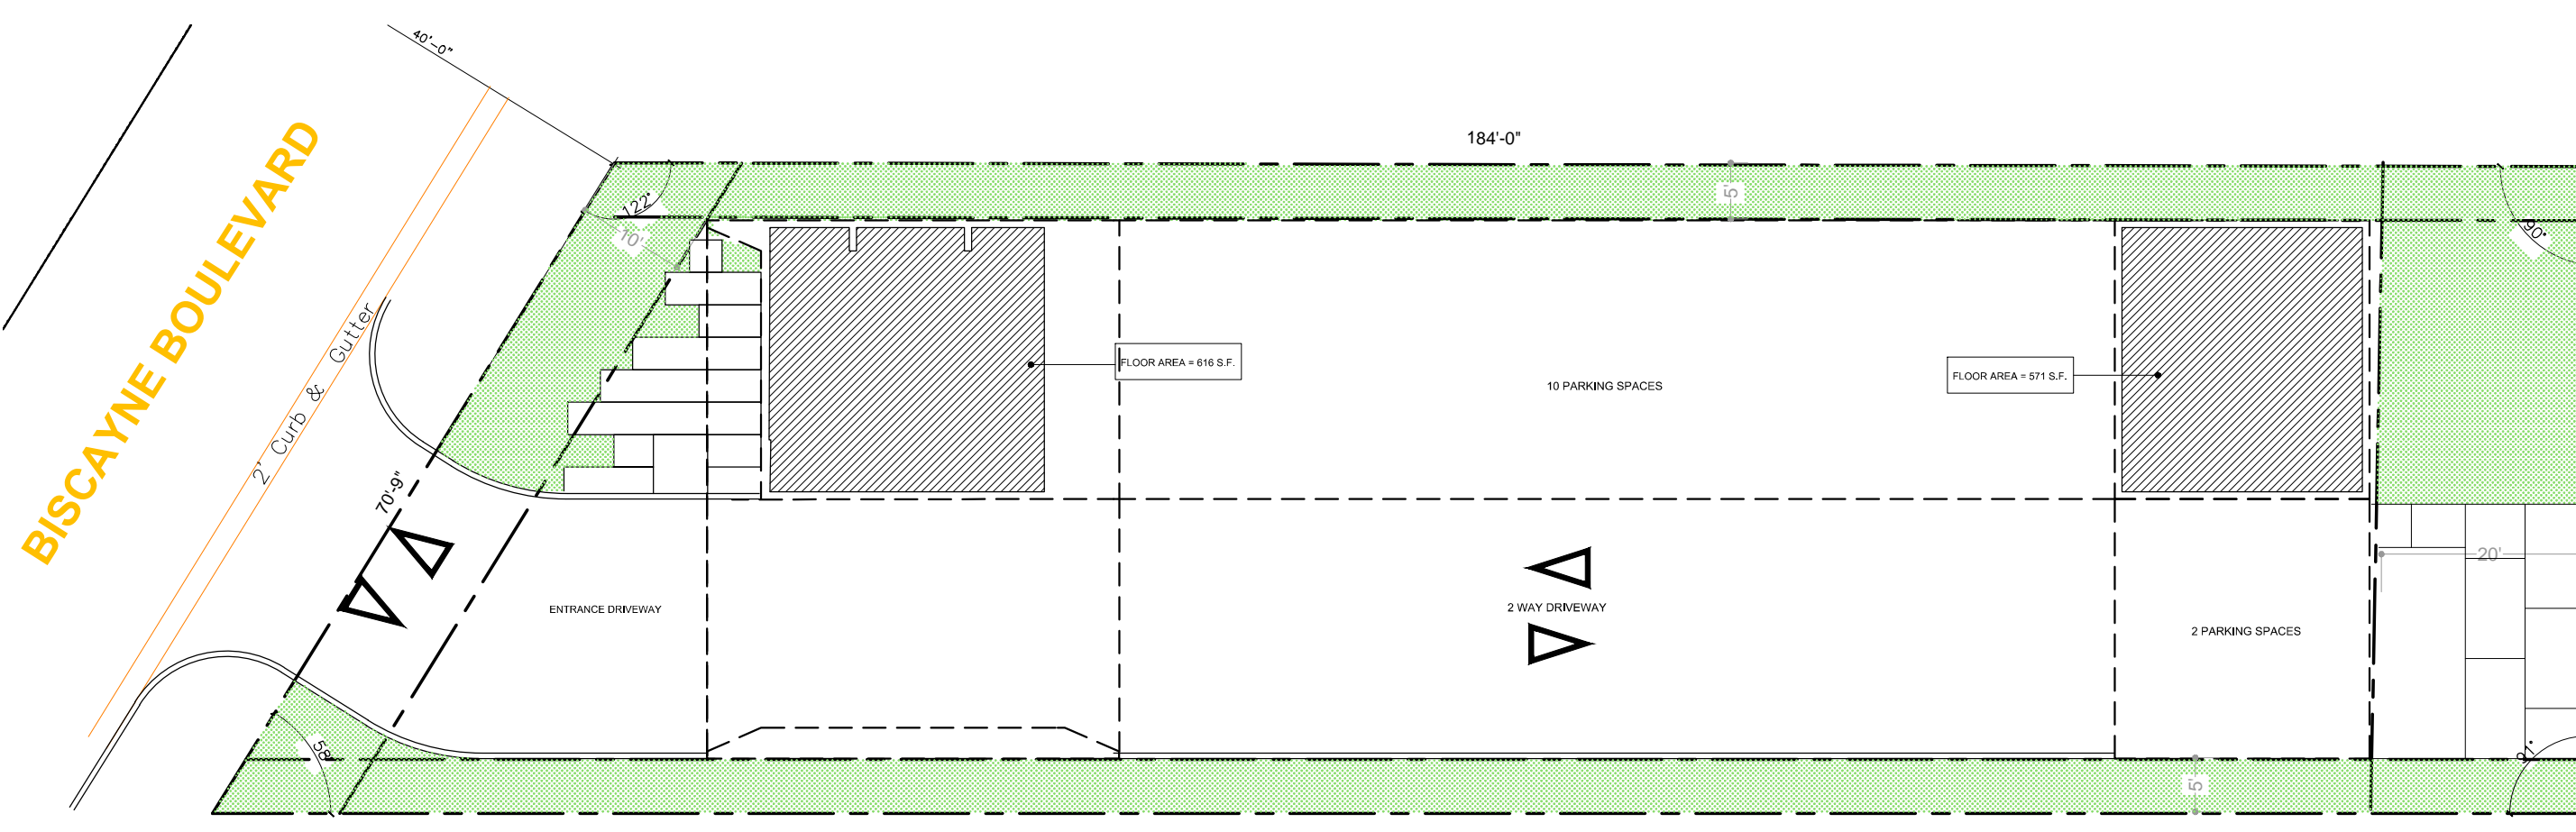 40'-0"
184'-0"
BISCAYNE BOULEVARD
2' Curb & Gutter
122°
10'
5'
90°
FLOOR AREA = 616 S.F.
10 PARKING SPACES
FLOOR AREA = 571 S.F.
70'-9"
20'
ENTRANCE DRIVEWAY
2 WAY DRIVEWAY
2 PARKING SPACES
58°
5'
91°